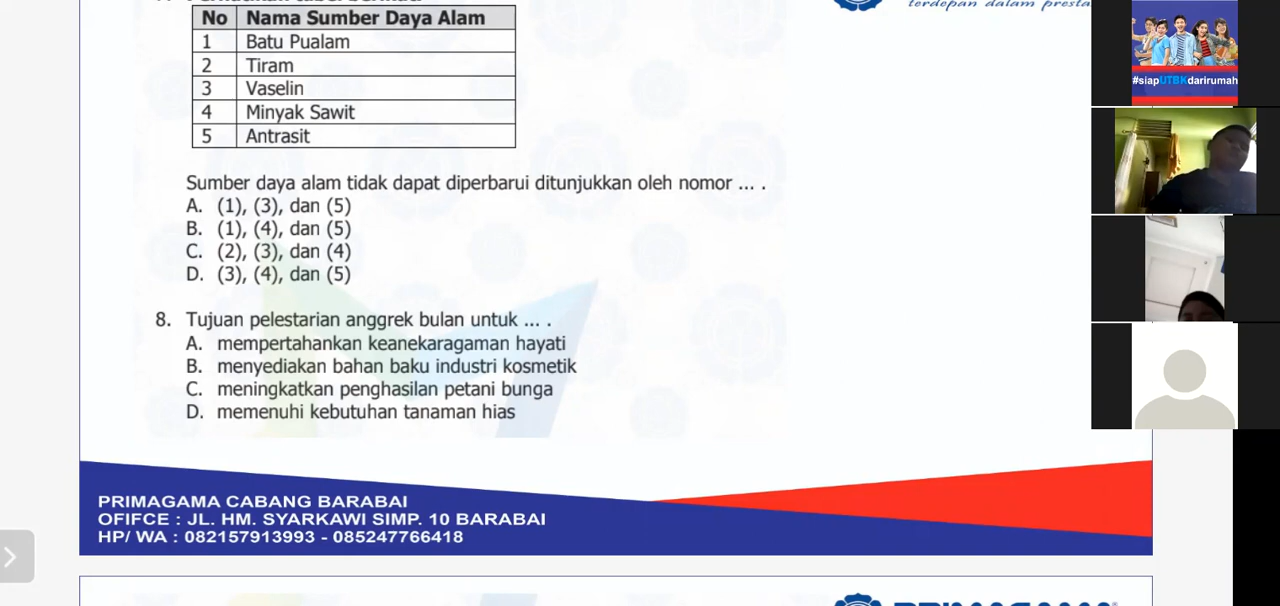 terdepan dalam presta
No Nama Sumber Daya Alam
1 Batu Pualam
2 Tiram
3 Vaselin
4 Minyak Sawit
5 Antrasit
Sumber daya alam tidak dapat diperbarui ditunjukkan oleh nomor ... .
A. (1), (3), dan (5)
B. (1), (4), dan (5)
C. (2), (3), dan (4)
D. (3), (4), dan (5)
8. Tujuan pelestarian anggrek bulan untuk ... .
A. mempertahankan keanekaragaman hayati
B. menyediakan bahan baku industri kosmetik
C. meningkatkan penghasilan petani bunga
D. memenuhi kebutuhan tanaman hias
PRIMAGAMA CABANG BARABAI
OFIFCE : JL. HM. SYARKAWI SIMP. 10 BARABAI
HP/ WA : 082157913993 - 085247766418
#siapUTBKdarirumah